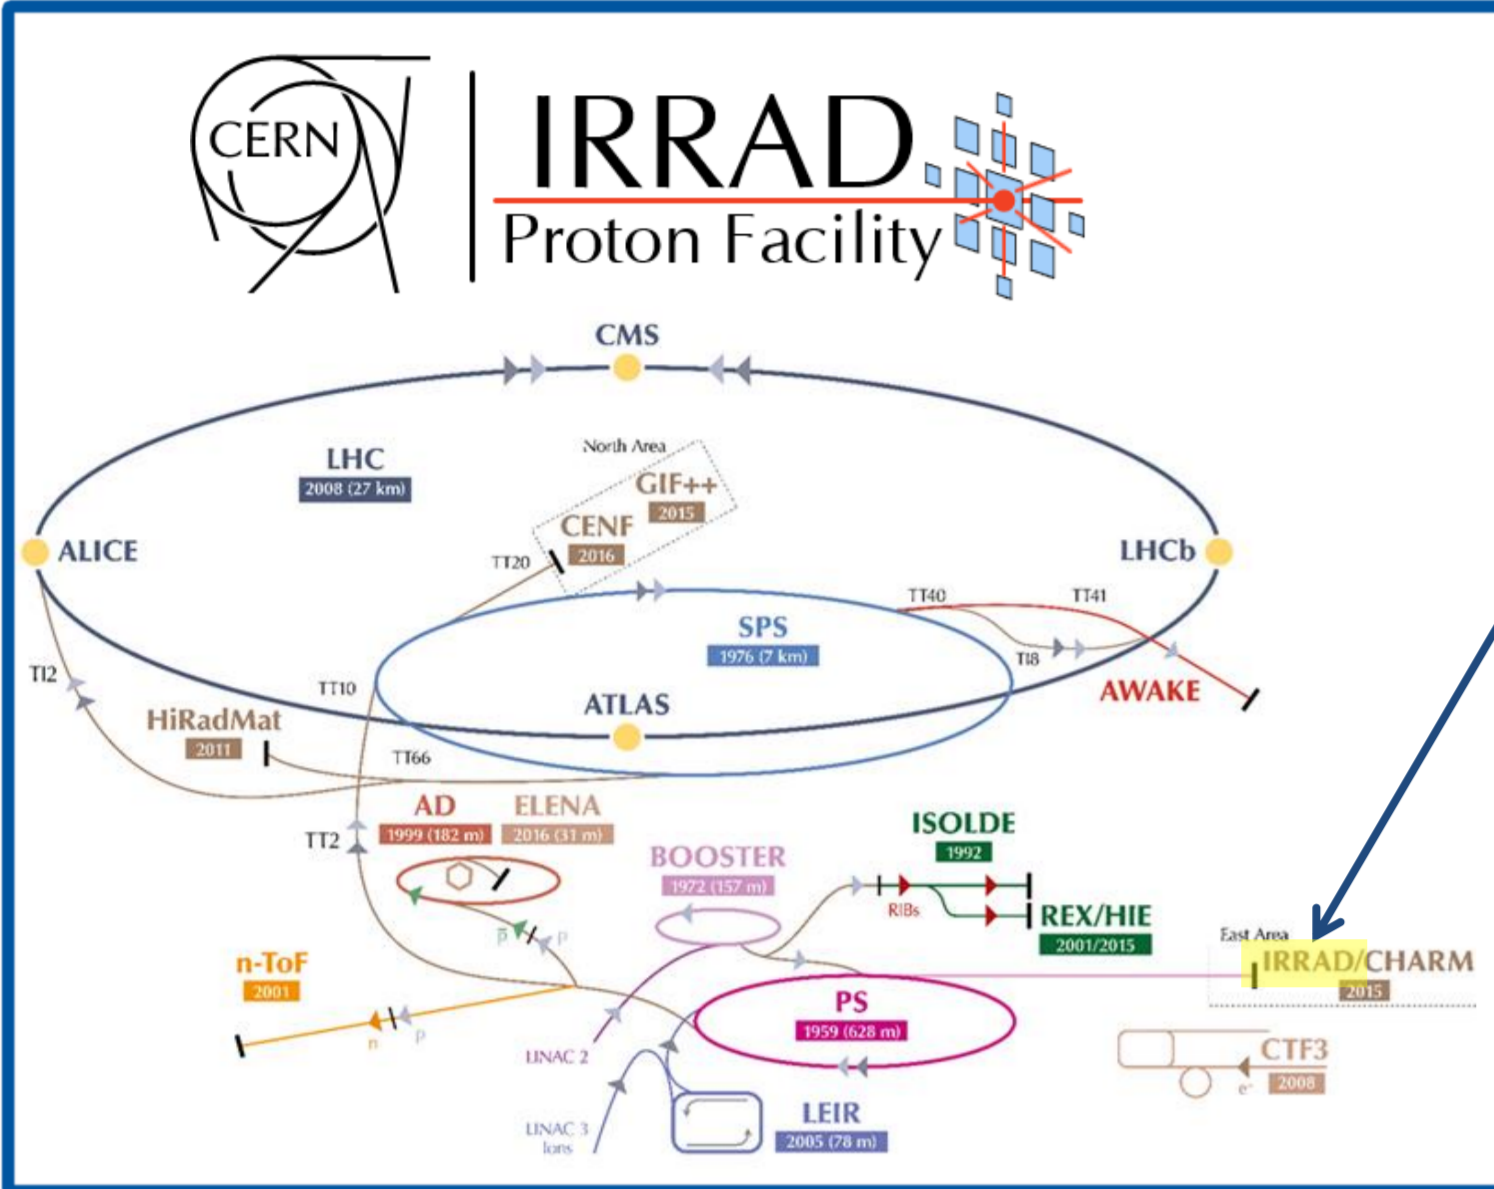 CERN
IRRAD
Proton Facility
CMS
LHC
2008 (27 km)
North Area
GIF++
2015
CENF
2016
TT20
ALICE
LHCb
SPS
1976 (7 km)
TT40
TT41
TI8
AWAKE
TI2
TT10
ATLAS
HiRadMat
2011
TT66
AD
1999 (182 m)
ELENA
2016 (31 m)
TT2
BOOSTER
1972 (157 m)
ISOLDE
1992
RIBs
REX/HIE
2001/2015
p̅
p
East Area
IRRAD/CHARM
2015
n-ToF
2001
n
p
PS
1959 (628 m)
LINAC 2
CTF3
2008
e⁻
LINAC 3
Ions
LEIR
2005 (78 m)